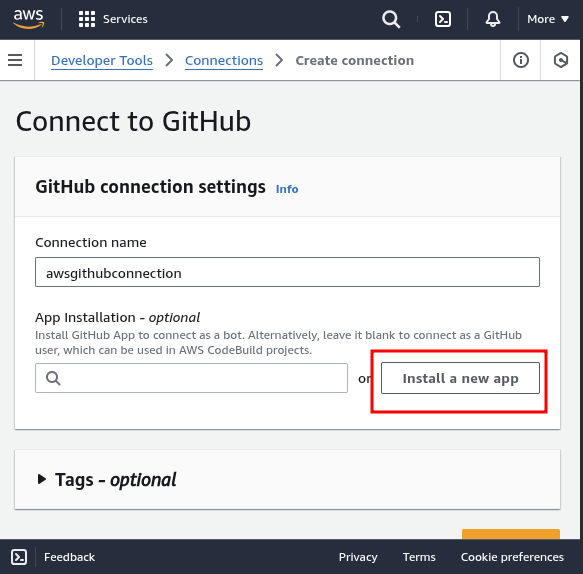 aws Services More
Developer Tools Connections Create connection
Connect to GitHub
GitHub connection settings Info
Connection name
awsgithubconnection
App Installation - optional
Install GitHub App to connect as a bot. Alternatively, leave it blank to connect as a GitHub
user, which can be used in AWS CodeBuild projects.
or Install a new app
Tags - optional
Feedback Privacy Terms Cookie preferences